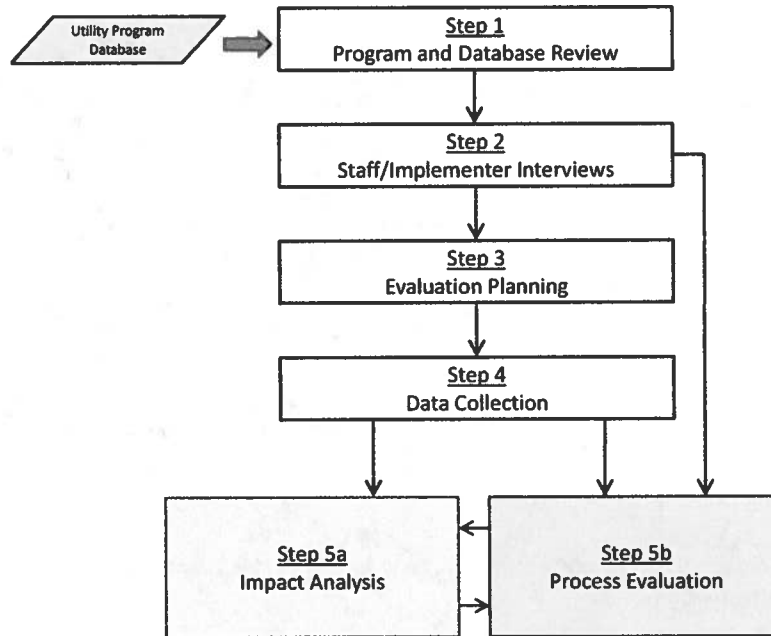 Utility Program
Database
Step 1
Program and Database Review
Step 2
Staff/Implementer Interviews
Step 3
Evaluation Planning
Step 4
Data Collection
Step 5a
Impact Analysis
Step 5b
Process Evaluation